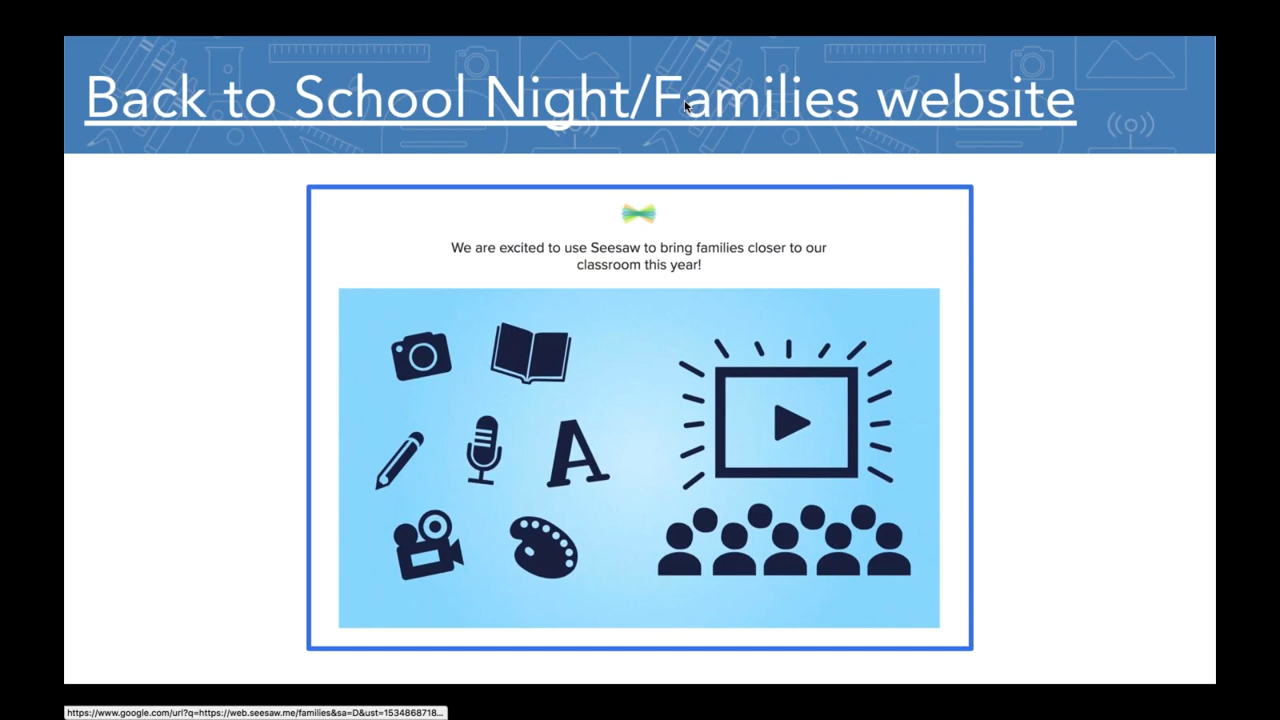 Back to School Night/Families website
We are excited to use Seesaw to bring families closer to our
classroom this year!
A
https://www.google.com/url?q=https://web.seesaw.me/families&sa=D&ust=1534868718...